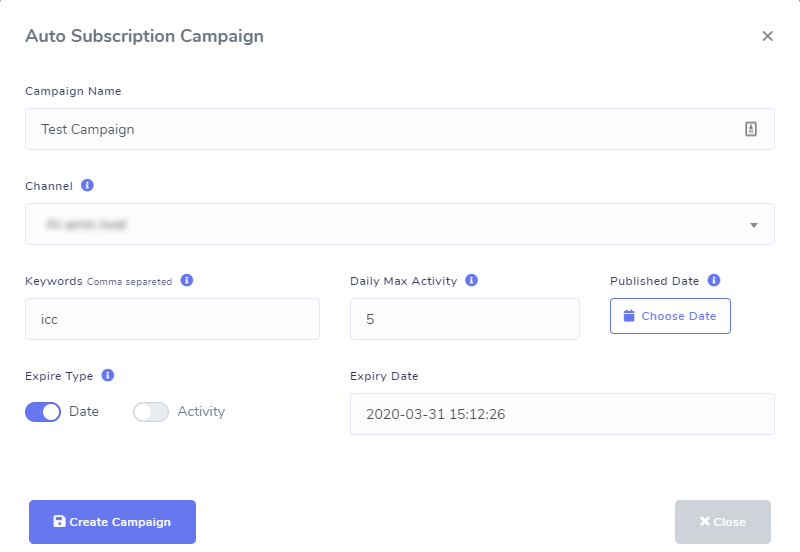 Auto Subscription Campaign
Campaign Name
Test Campaign
Channel
Keywords Comma separeted
Daily Max Activity
Published Date
icc
5
Choose Date
Expire Type
Expiry Date
Date
Activity
2020-03-31 15:12:26
Create Campaign
Close